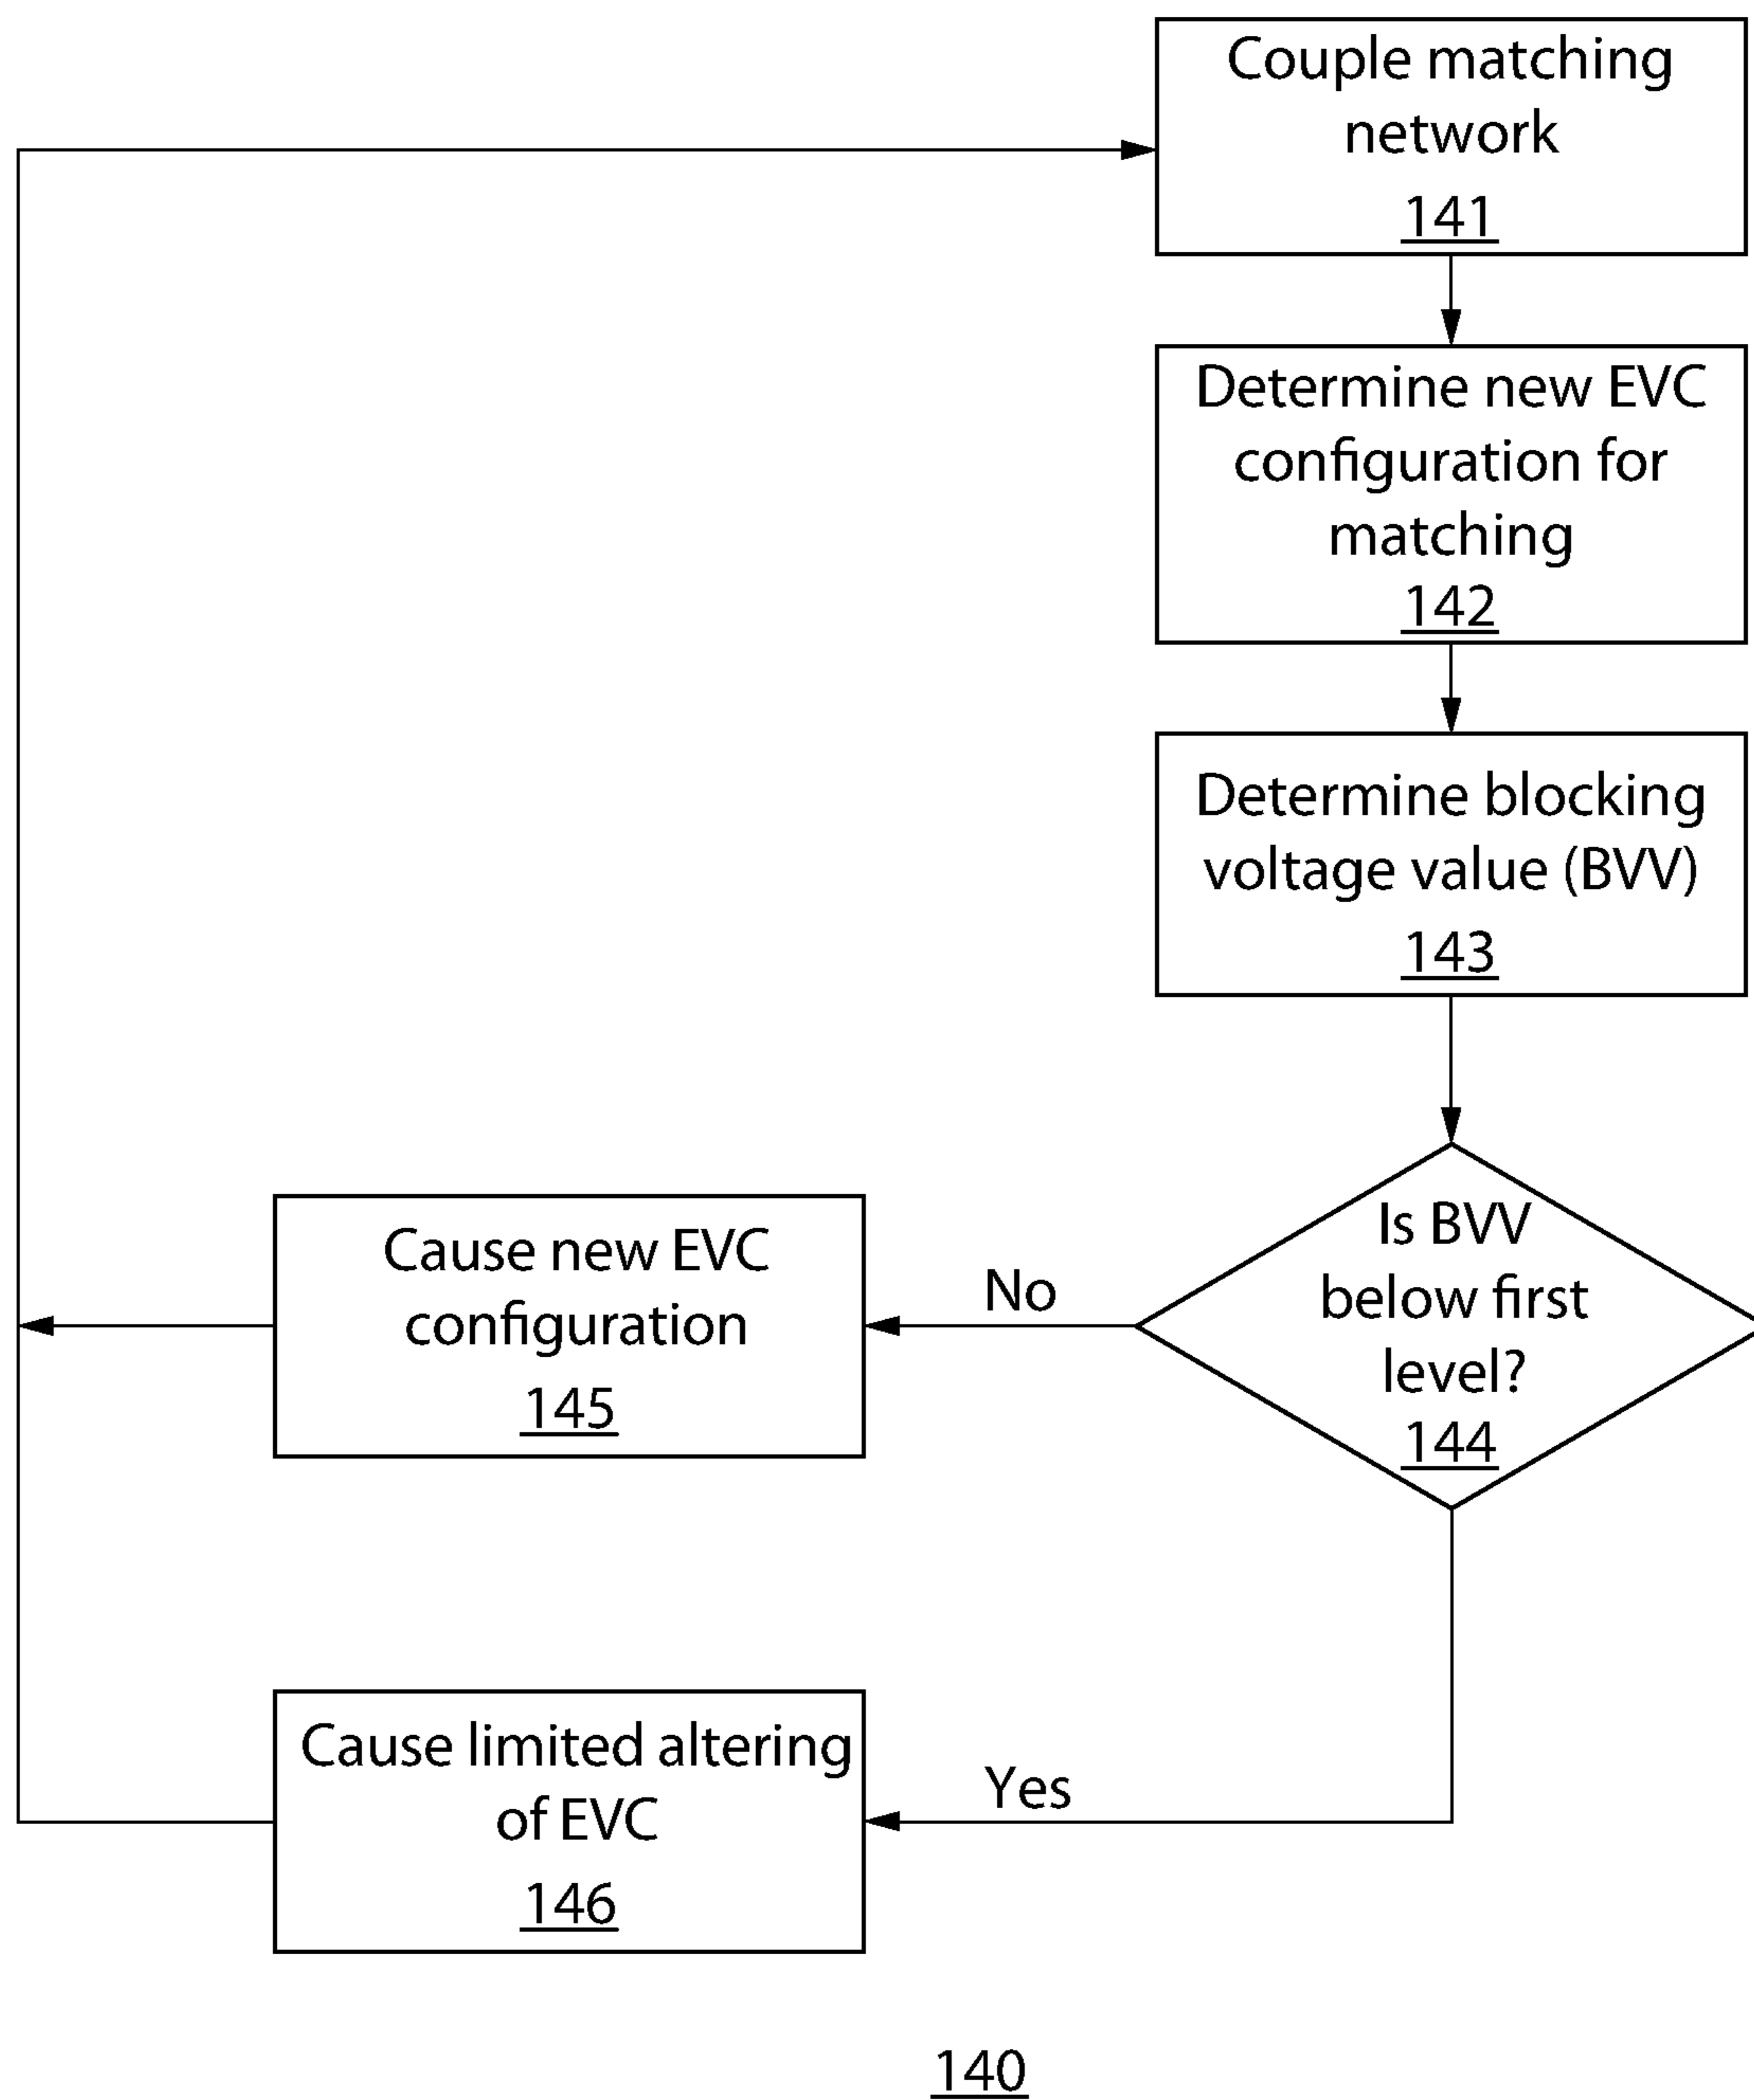 Couple matching
network
141
Determine new EVC
configuration for
matching
142
Determine blocking
voltage value (BVV)
143
Is BVV
below first
level?
144
No
Cause new EVC
configuration
145
Yes
Cause limited altering
of EVC
146
140